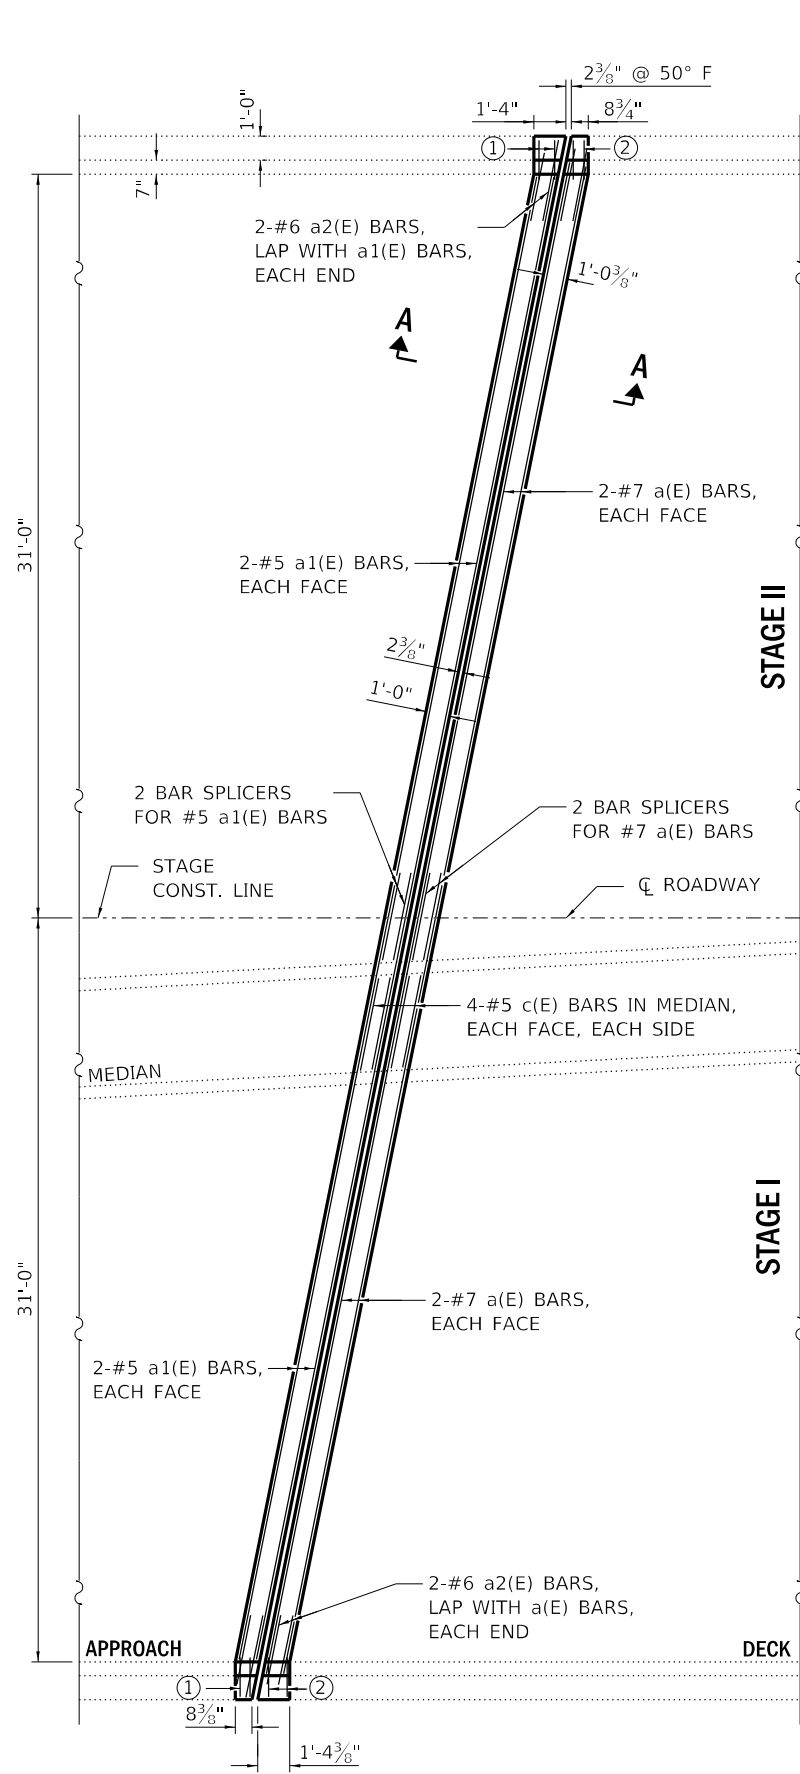 2⅜" @ 50° F
1'-0"
1'-4"
8¾"
1
2
7"
2-#6 a2(E) BARS,
LAP WITH a1(E) BARS,
EACH END
1'-0⅜"
A
A
2-#7 a(E) BARS,
EACH FACE
31'-0"
2-#5 a1(E) BARS,
EACH FACE
STAGE II
2⅜"
1'-0"
2 BAR SPLICERS
FOR #5 a1(E) BARS
2 BAR SPLICERS
FOR #7 a(E) BARS
STAGE
CONST. LINE
℄ ROADWAY
4-#5 c(E) BARS IN MEDIAN,
EACH FACE, EACH SIDE
MEDIAN
STAGE I
31'-0"
2-#7 a(E) BARS,
EACH FACE
2-#5 a1(E) BARS,
EACH FACE
2-#6 a2(E) BARS,
LAP WITH a(E) BARS,
EACH END
APPROACH
DECK
1
2
8⅜"
1'-4⅜"